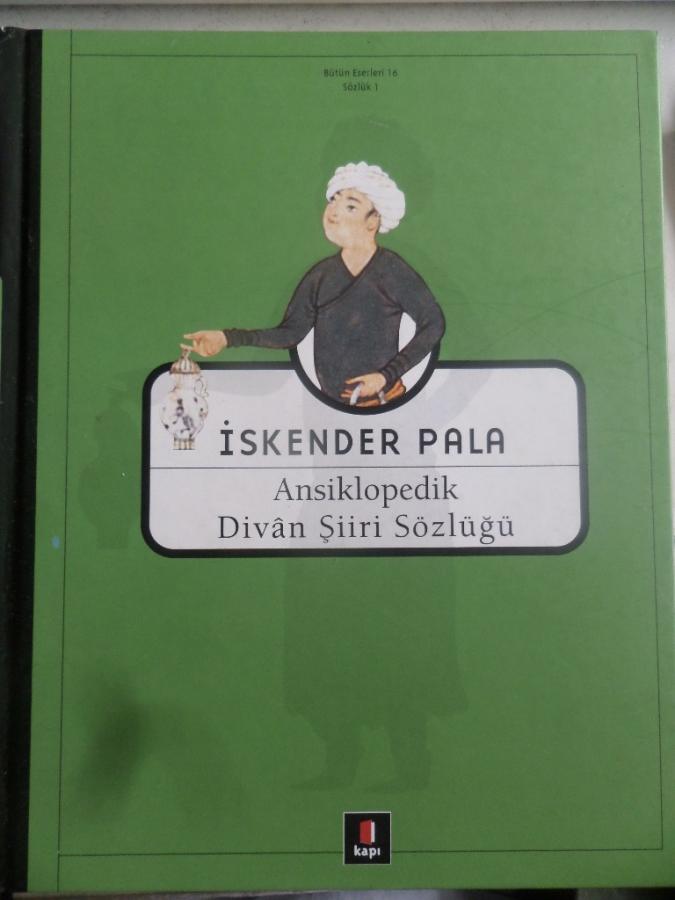 Bütün Eserleri 16
Sözlük 1
İSKENDER PALA
Ansiklopedik
Divân Şiiri Sözlüğü
kapı